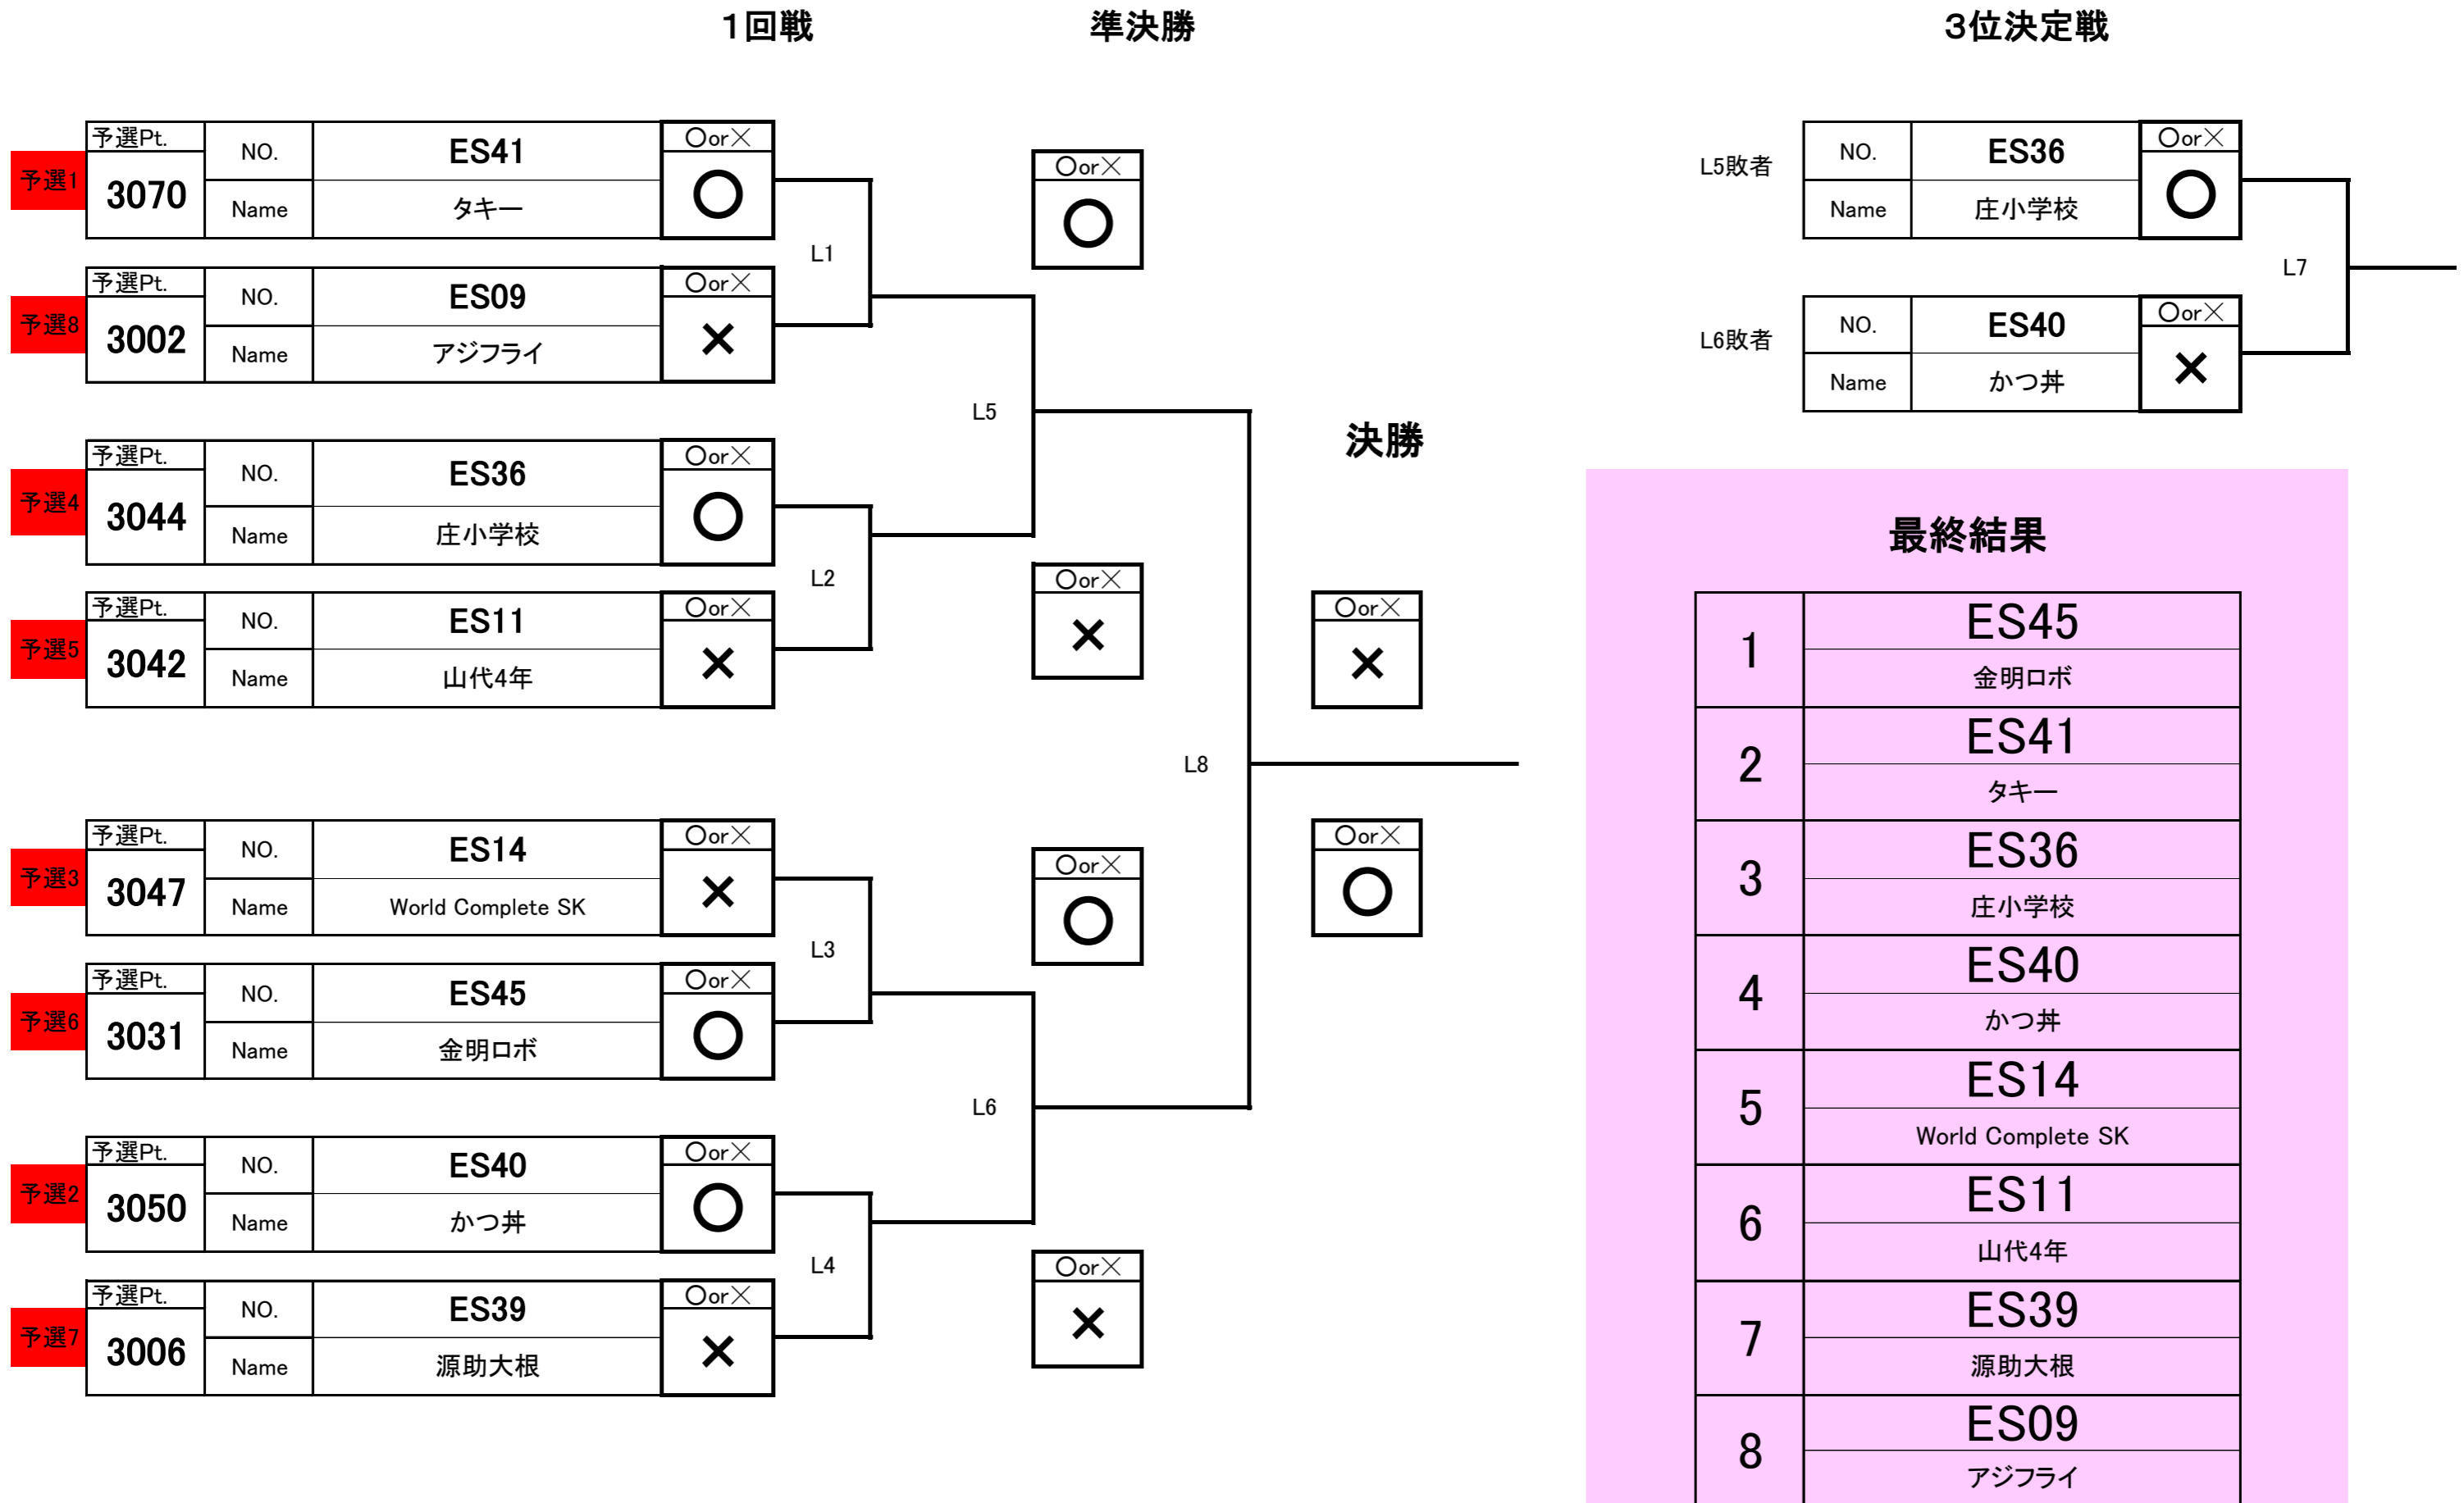 1回戦
準決勝
3位決定戦
予選1
予選Pt.
3070
NO.
ES41
Name
タキー
〇or×
〇
L1
予選8
予選Pt.
3002
NO.
ES09
Name
アジフライ
〇or×
×
予選4
予選Pt.
3044
NO.
ES36
Name
庄小学校
〇or×
〇
L2
予選5
予選Pt.
3042
NO.
ES11
Name
山代4年
〇or×
×
予選3
予選Pt.
3047
NO.
ES14
Name
World Complete SK
〇or×
×
L3
予選6
予選Pt.
3031
NO.
ES45
Name
金明ロボ
〇or×
〇
予選2
予選Pt.
3050
NO.
ES40
Name
かつ丼
〇or×
〇
L4
予選7
予選Pt.
3006
NO.
ES39
Name
源助大根
〇or×
×
〇or×
〇
L5
〇or×
×
〇or×
〇
L6
〇or×
×
決勝
〇or×
×
L8
〇or×
〇
L5敗者
NO.
ES36
Name
庄小学校
〇or×
〇
L7
L6敗者
NO.
ES40
Name
かつ丼
〇or×
×
最終結果
1
ES45
金明ロボ
2
ES41
タキー
3
ES36
庄小学校
4
ES40
かつ丼
5
ES14
World Complete SK
6
ES11
山代4年
7
ES39
源助大根
8
ES09
アジフライ